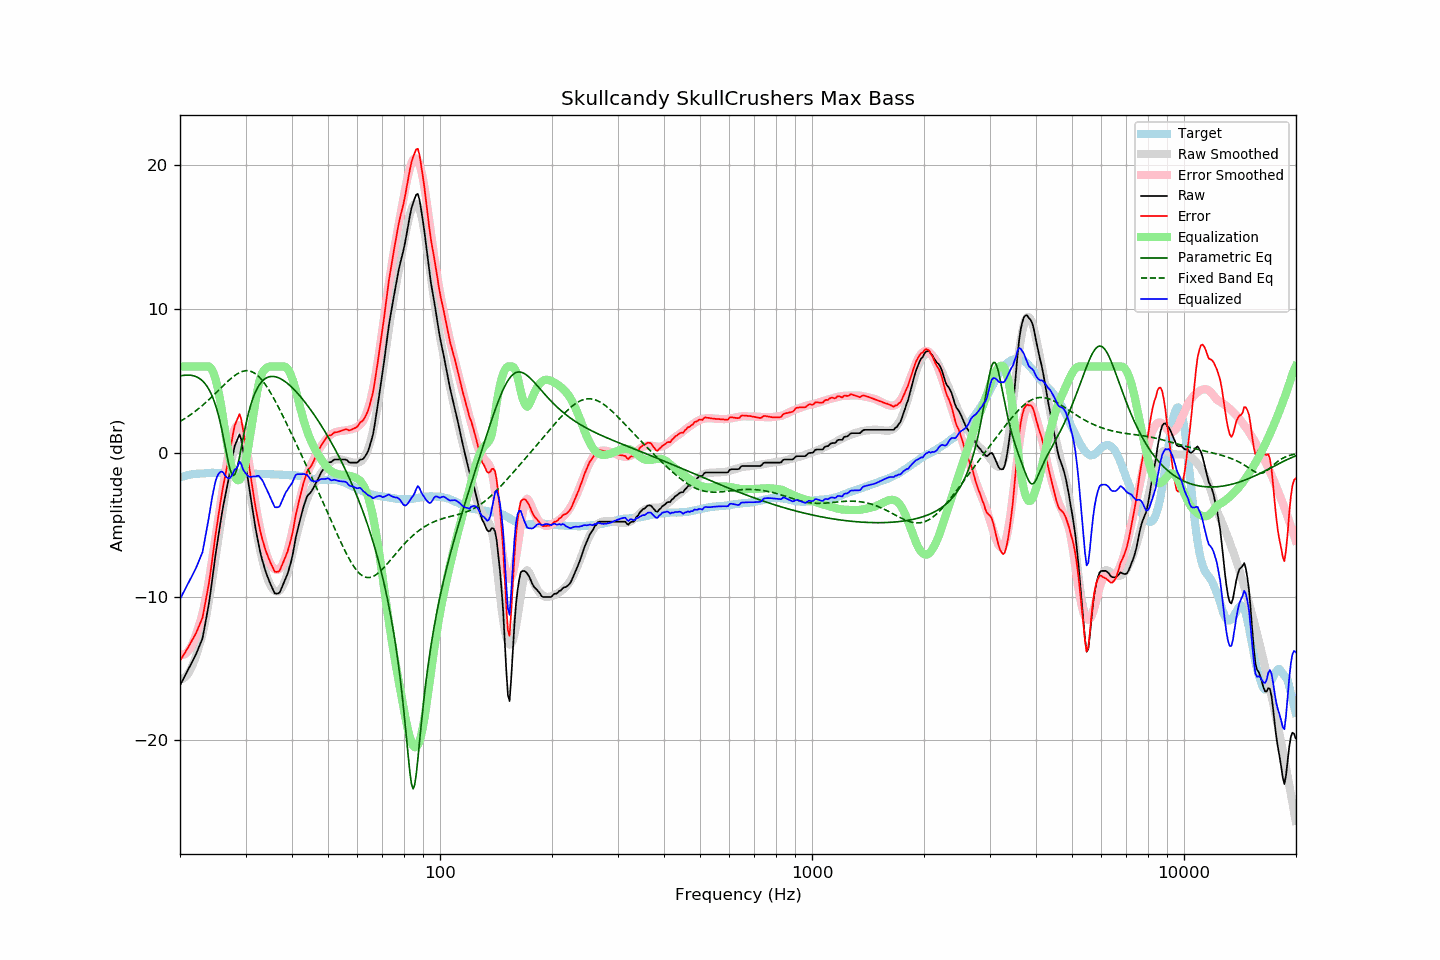 Skullcandy SkullCrushers Max Bass
Target
Raw Smoothed
Error Smoothed
Raw
Error
Equalization
Parametric Eq
Fixed Band Eq
Equalized
20
10
0
−10
−20
Amplitude (dBr)
100
1000
10000
Frequency (Hz)